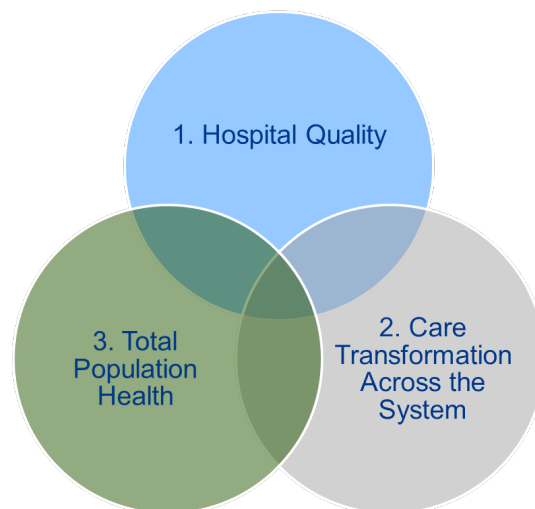 1. Hospital Quality
2. Care
Transformation
Across the
System
3. Total
Population
Health